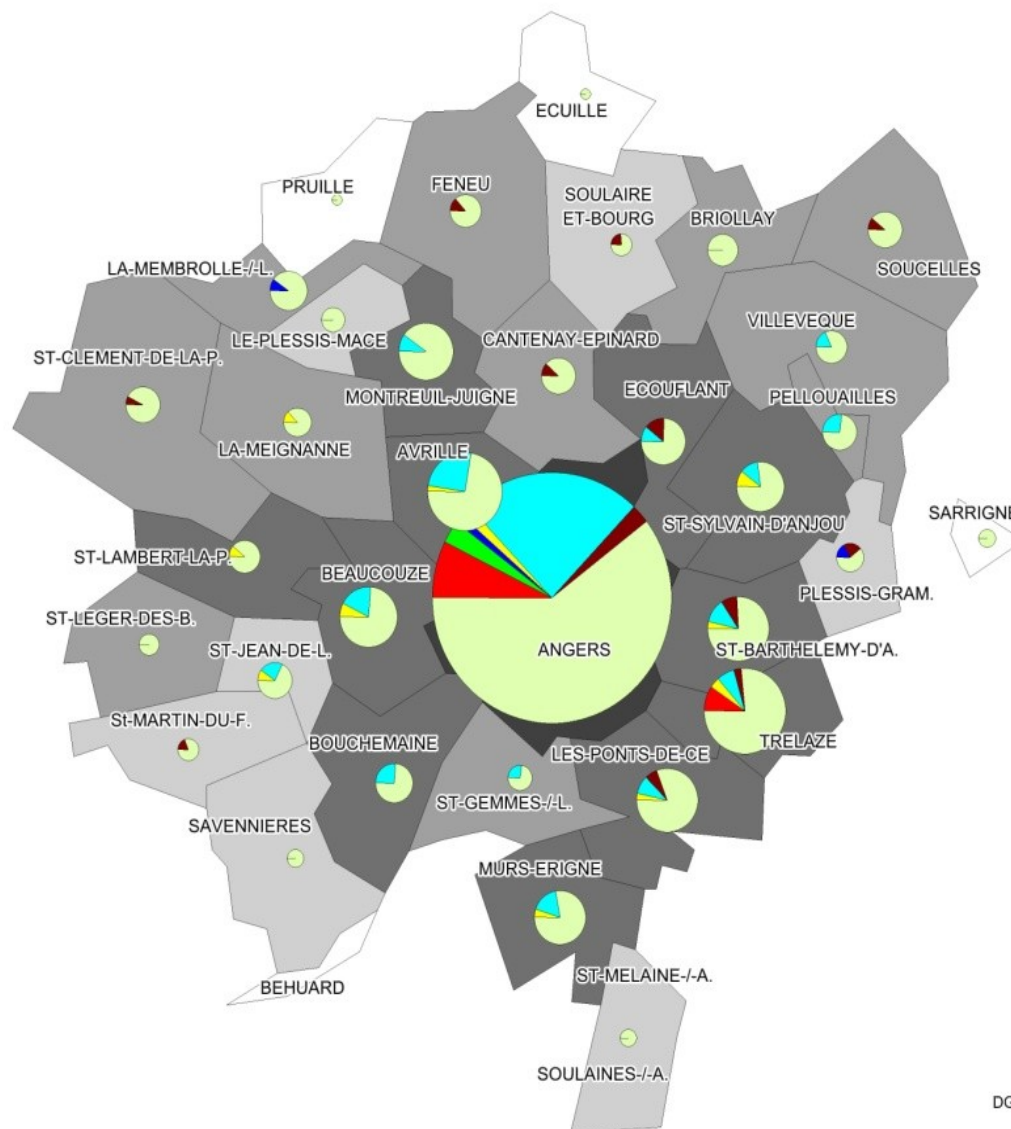 ECUILLE
PRUILLE
FENEU
SOULAIRE
ET-BOURG
BRIOLLAY
SOUCELLES
LA-MEMBROLLE-/-L.
LE-PLESSIS-MACE
VILLEVEQUE
ST-CLEMENT-DE-LA-P.
CANTENAY-EPINARD
MONTREUIL-JUIGNE
ECOUFLANT
PELLOUAILLES
LA-MEIGNANNE
AVRILLE
ST-SYLVAIN-D'ANJOU
SARRIGNE
ST-LAMBERT-LA-P.
BEAUCOUZE
PLESSIS-GRAM.
ST-LEGER-DES-B.
ST-JEAN-DE-L.
ANGERS
ST-BARTHELEMY-D'A.
St-MARTIN-DU-F.
BOUCHEMAINE
LES-PONTS-DE-CE
TRELAZE
ST-GEMMES-/-L.
SAVENNIERES
MURS-ERIGNE
BEHUARD
ST-MELAINE-/-A.
SOULAINES-/-A.
DG